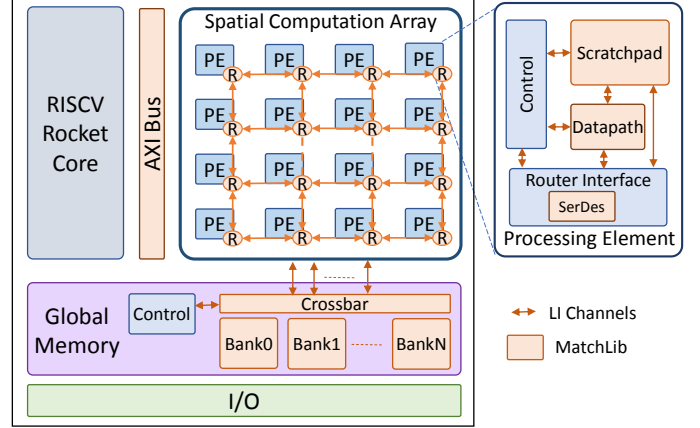 Spatial Computation Array
RISCV
Rocket
Core
AXI Bus
PE PE PE PE
R R R R
PE PE PE PE
R R R R
PE PE PE PE
R R R R
PE PE PE PE
R R R R
Control
Scratchpad
Datapath
Router Interface
SerDes
Processing Element
Global
Memory
Control
Crossbar
Bank0 Bank1 BankN
I/O
LI Channels
MatchLib